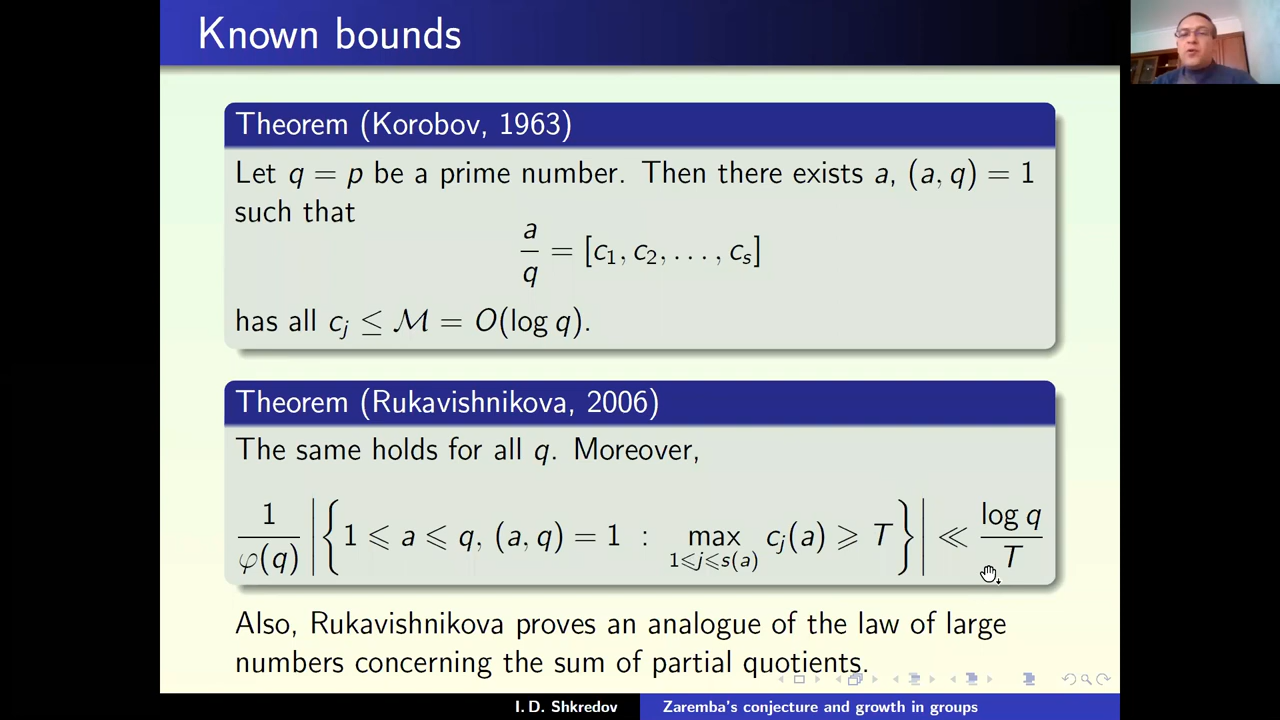 Known bounds
Theorem (Korobov, 1963)
Let q = p be a prime number. Then there exists a, (a, q) = 1
such that
a/q = [c₁, c₂, . . . , cₛ]
has all cⱼ ≤ ℳ = O(log q).
Theorem (Rukavishnikova, 2006)
The same holds for all q. Moreover,
1/φ(q) |{1 ⩽ a ⩽ q, (a, q) = 1 : max_{1⩽j⩽s(a)} cⱼ(a) ⩾ T}| ≪ log q/T
Also, Rukavishnikova proves an analogue of the law of large
numbers concerning the sum of partial quotients.
I. D. Shkredov
Zaremba's conjecture and growth in groups